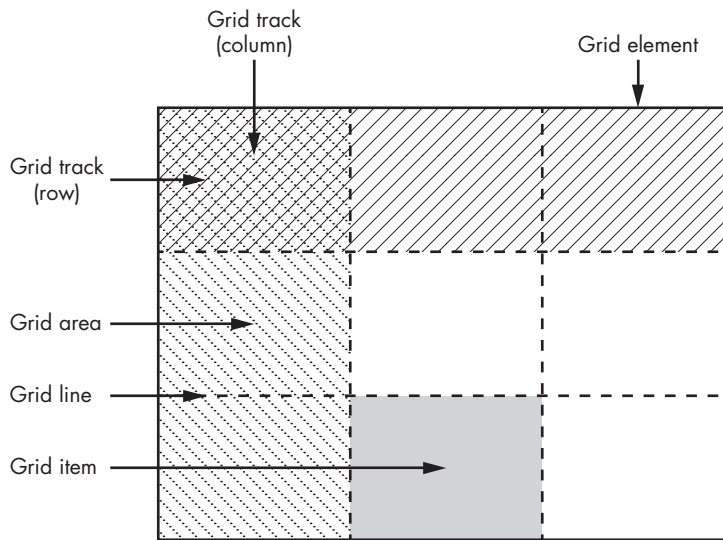 Grid track
(column)
Grid element
Grid track
(row)
Grid area
Grid line
Grid item